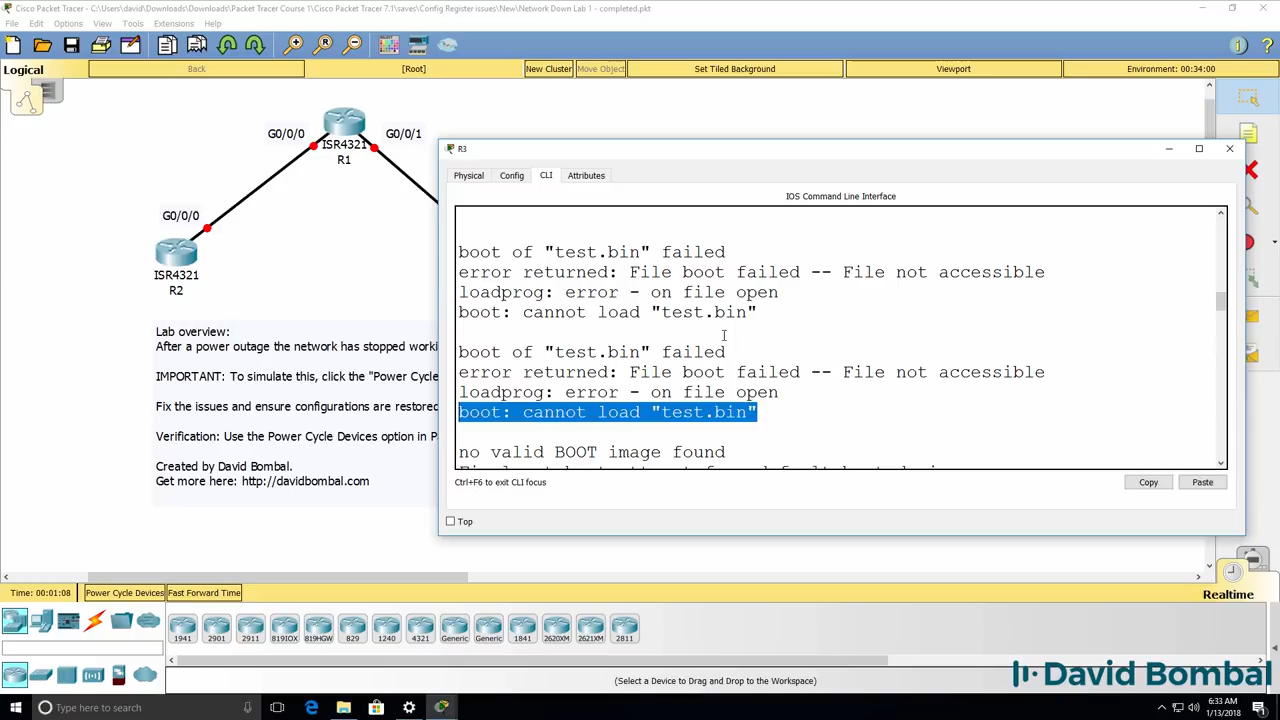 Cisco Packet Tracer - C:\Users\david\Downloads\Downloads\Packet Tracer Course 1\Cisco Packet Tracer 7.1\saves\Config Register issues\New\Network Down Lab 1 - completed.pkt
File Edit Options View Tools Extensions Help
Logical
Back
[Root]
New Cluster
Move Object
Set Tiled Background
Viewport
Environment: 00:34:00
G0/0/0
G0/0/1
ISR4321
R1
G0/0/0
ISR4321
R2
Lab overview:
After a power outage the network has stopped worki
IMPORTANT: To simulate this, click the "Power Cycle
Fix the issues and ensure configurations are restored
Verification: Use the Power Cycle Devices option in P
Created by David Bombal.
Get more here: http://davidbombal.com
R3
Physical
Config
CLI
Attributes
IOS Command Line Interface
boot of "test.bin" failed
error returned: File boot failed -- File not accessible
loadprog: error - on file open
boot: cannot load "test.bin"
boot of "test.bin" failed
error returned: File boot failed -- File not accessible
loadprog: error - on file open
boot: cannot load "test.bin"
no valid BOOT image found
Ctrl+F6 to exit CLI focus
Copy
Paste
Top
Time: 00:01:08
Power Cycle Devices
Fast Forward Time
Realtime
1941
2901
2911
819IOX
819HGW
829
1240
4321
Generic
Generic
1841
2620XM
2621XM
2811
(Select a Device to Drag and Drop to the Workspace)
David Bombal
Type here to search
6:33 AM
1/13/2018